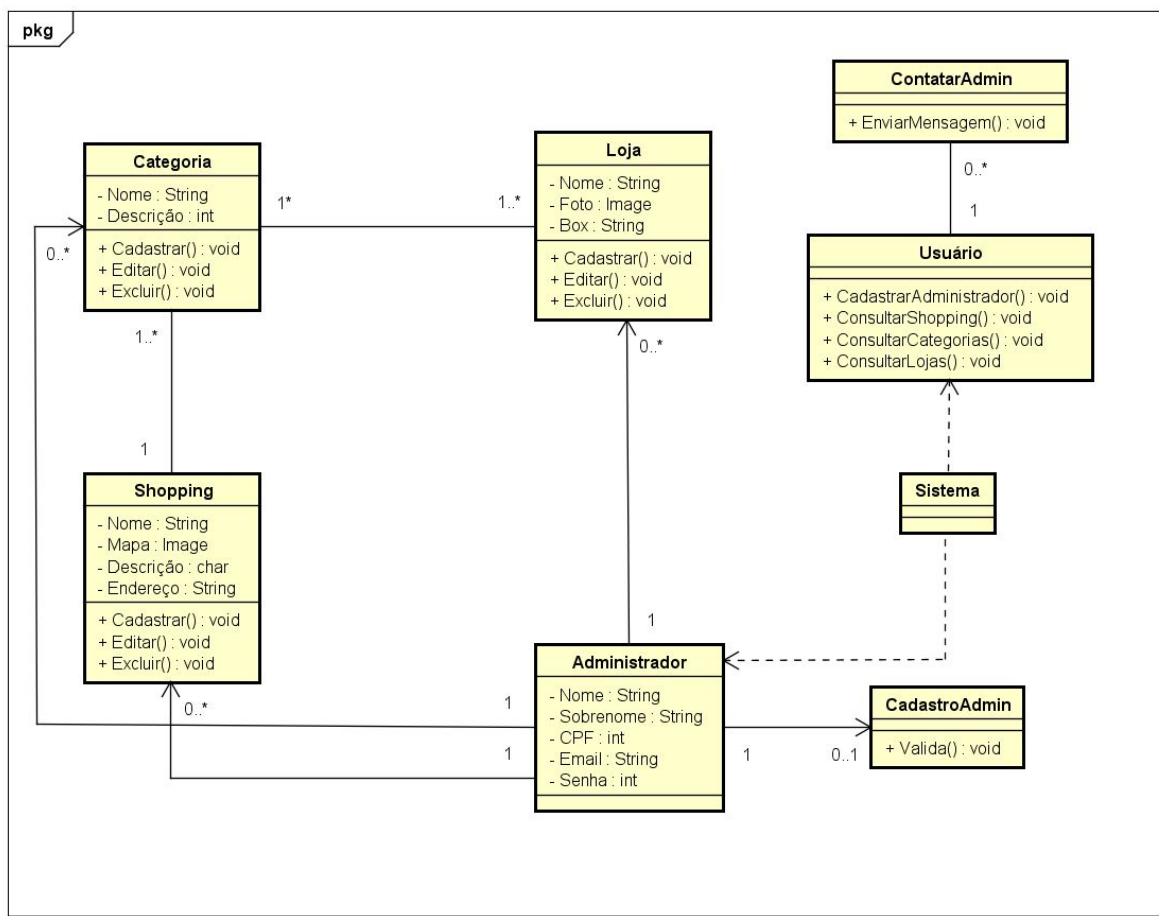 pkg
ContatarAdmin
+ EnviarMensagem() : void
0..*
1
Categoria
- Nome : String
- Descrição : int
+ Cadastrar() : void
+ Editar() : void
+ Excluir() : void
1*
1..*
Loja
- Nome : String
- Foto : Image
- Box : String
+ Cadastrar() : void
+ Editar() : void
+ Excluir() : void
Usuário
+ CadastrarAdministrador() : void
+ ConsultarShopping() : void
+ ConsultarCategorias() : void
+ ConsultarLojas() : void
0..*
1..*
1
0..*
1
Shopping
- Nome : String
- Mapa : Image
- Descrição : char
- Endereço : String
+ Cadastrar() : void
+ Editar() : void
+ Excluir() : void
Sistema
0..*
1
1
Administrador
- Nome : String
- Sobrenome : String
- CPF : int
- Email : String
- Senha : int
1
0..1
CadastroAdmin
+ Valida() : void